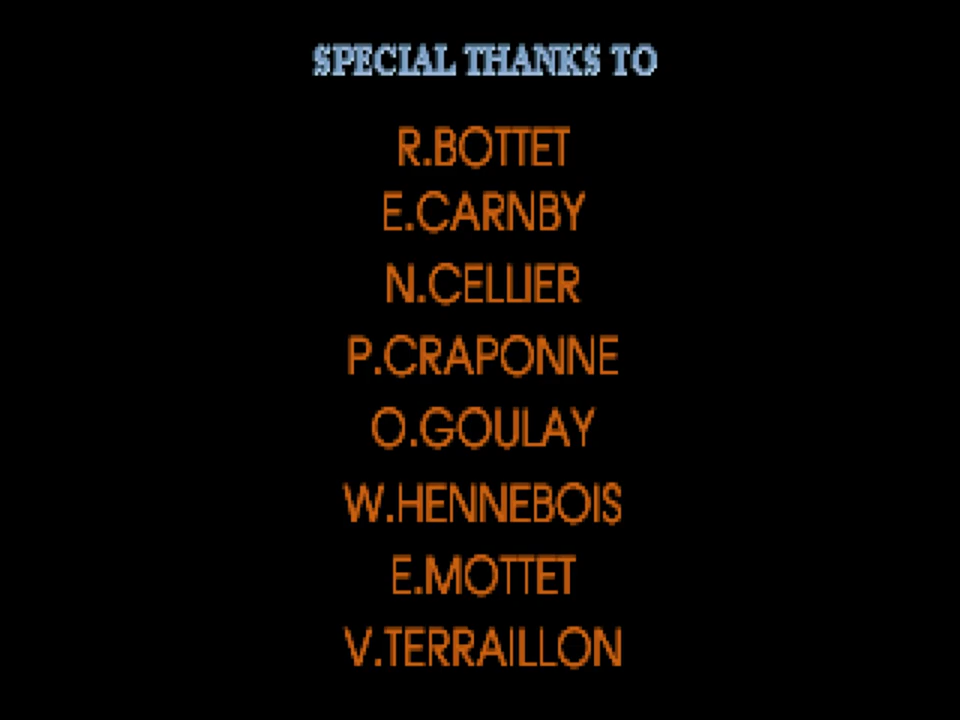 SPECIAL THANKS TO
R.BOTTET
E.CARNBY
N.CELLIER
P.CRAPONNE
O.GOULAY
W.HENNEBOIS
E.MOTTET
V.TERRAILLON